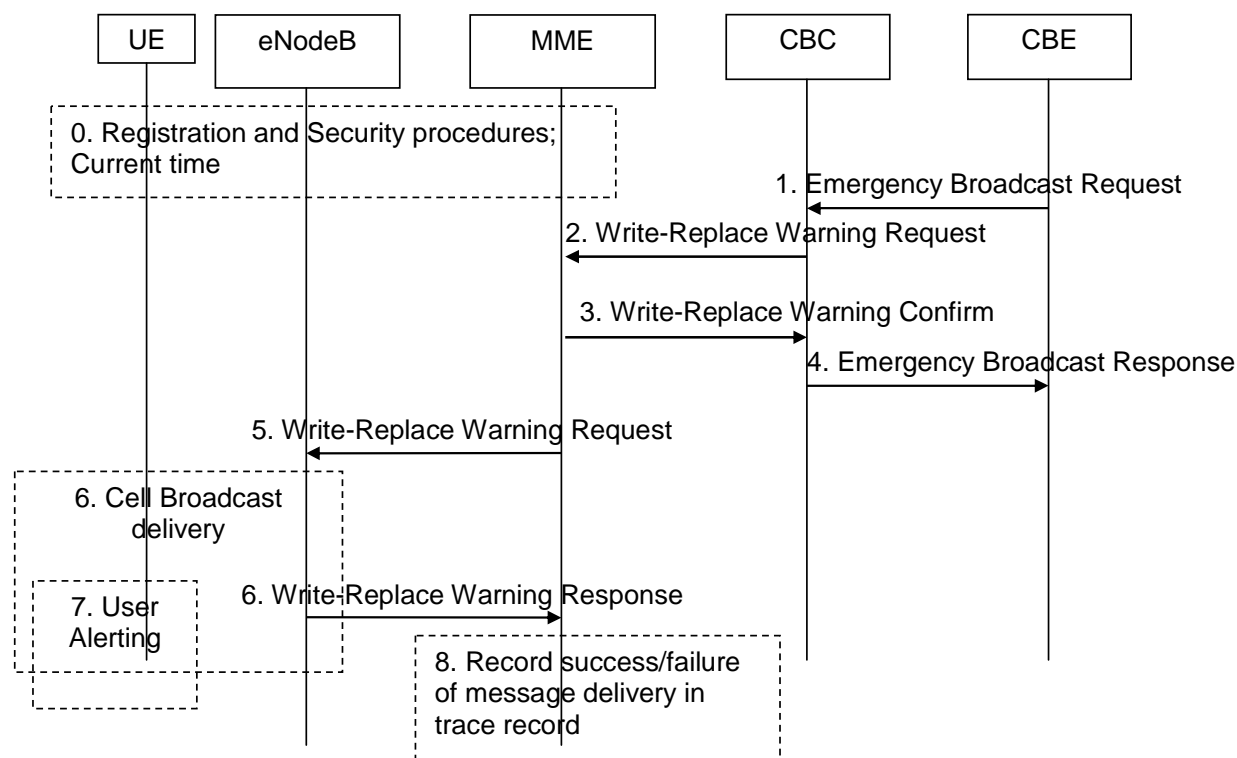 UE
eNodeB
MME
CBC
CBE
0. Registration and Security procedures;
Current time
1. Emergency Broadcast Request
2. Write-Replace Warning Request
3. Write-Replace Warning Confirm
4. Emergency Broadcast Response
5. Write-Replace Warning Request
6. Cell Broadcast
delivery
6. Write-Replace Warning Response
7. User
Alerting
8. Record success/failure
of message delivery in
trace record